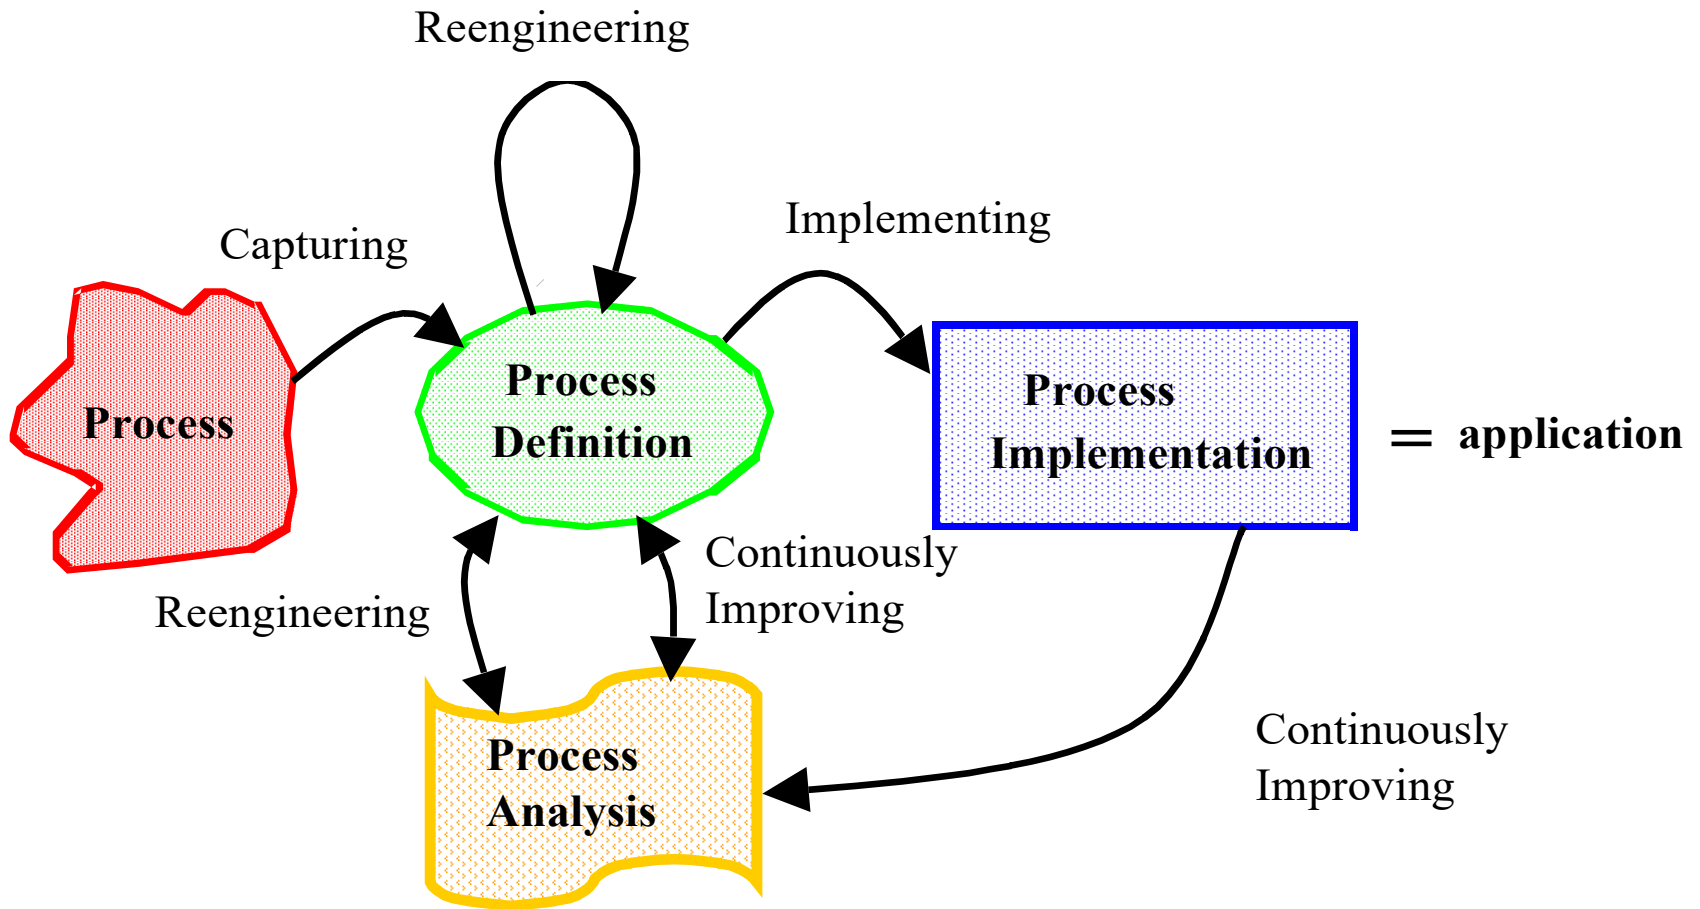 Reengineering
Capturing
Implementing
Process
Process
Definition
Process
Implementation
= application
Reengineering
Continuously
Improving
Process
Analysis
Continuously
Improving